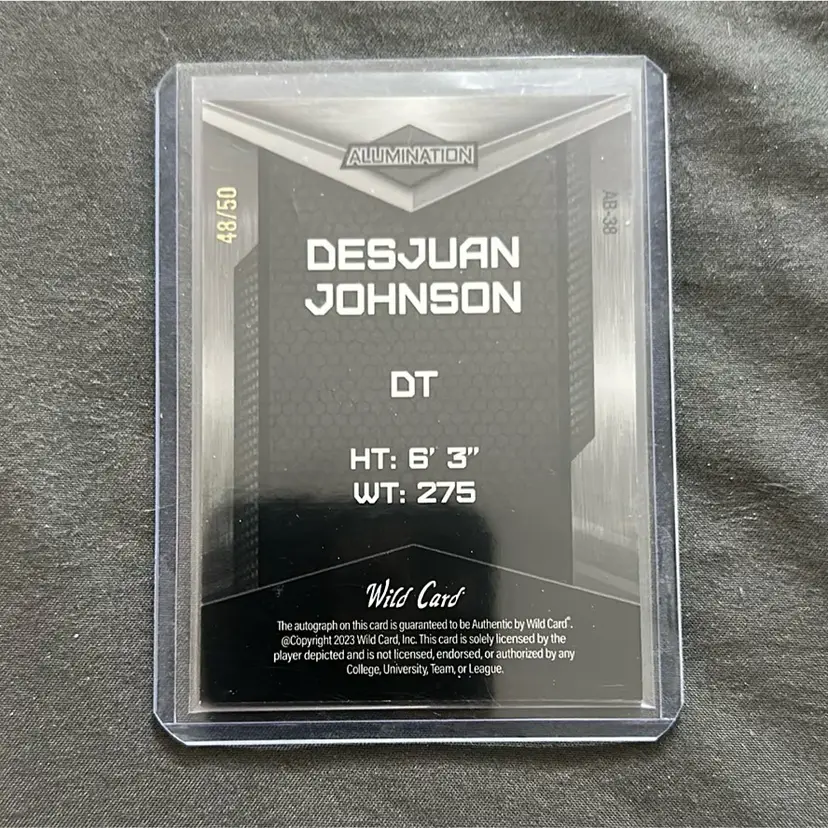 ALUMINATION
48/50
AB-38
DESJUAN
JOHNSON
DT
HT: 6' 3"
WT: 275
Wild Card
The autograph on this card is guaranteed to be Authentic by Wild Card®.
@Copyright 2023 Wild Card, Inc. This card is solely licensed by the
player depicted and is not licensed, endorsed, or authorized by any
College, University, Team, or League.